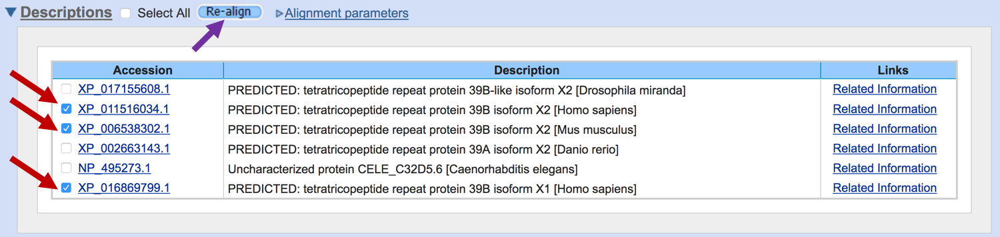 Descriptions Select All Re-align Alignment parameters
Accession Description Links
XP_017155608.1 PREDICTED: tetratricopeptide repeat protein 39B-like isoform X2 [Drosophila miranda] Related Information
XP_011516034.1 PREDICTED: tetratricopeptide repeat protein 39B isoform X2 [Homo sapiens] Related Information
XP_006538302.1 PREDICTED: tetratricopeptide repeat protein 39B isoform X2 [Mus musculus] Related Information
XP_002663143.1 PREDICTED: tetratricopeptide repeat protein 39A isoform X2 [Danio rerio] Related Information
NP_495273.1 Uncharacterized protein CELE_C32D5.6 [Caenorhabditis elegans] Related Information
XP_016869799.1 PREDICTED: tetratricopeptide repeat protein 39B isoform X1 [Homo sapiens] Related Information